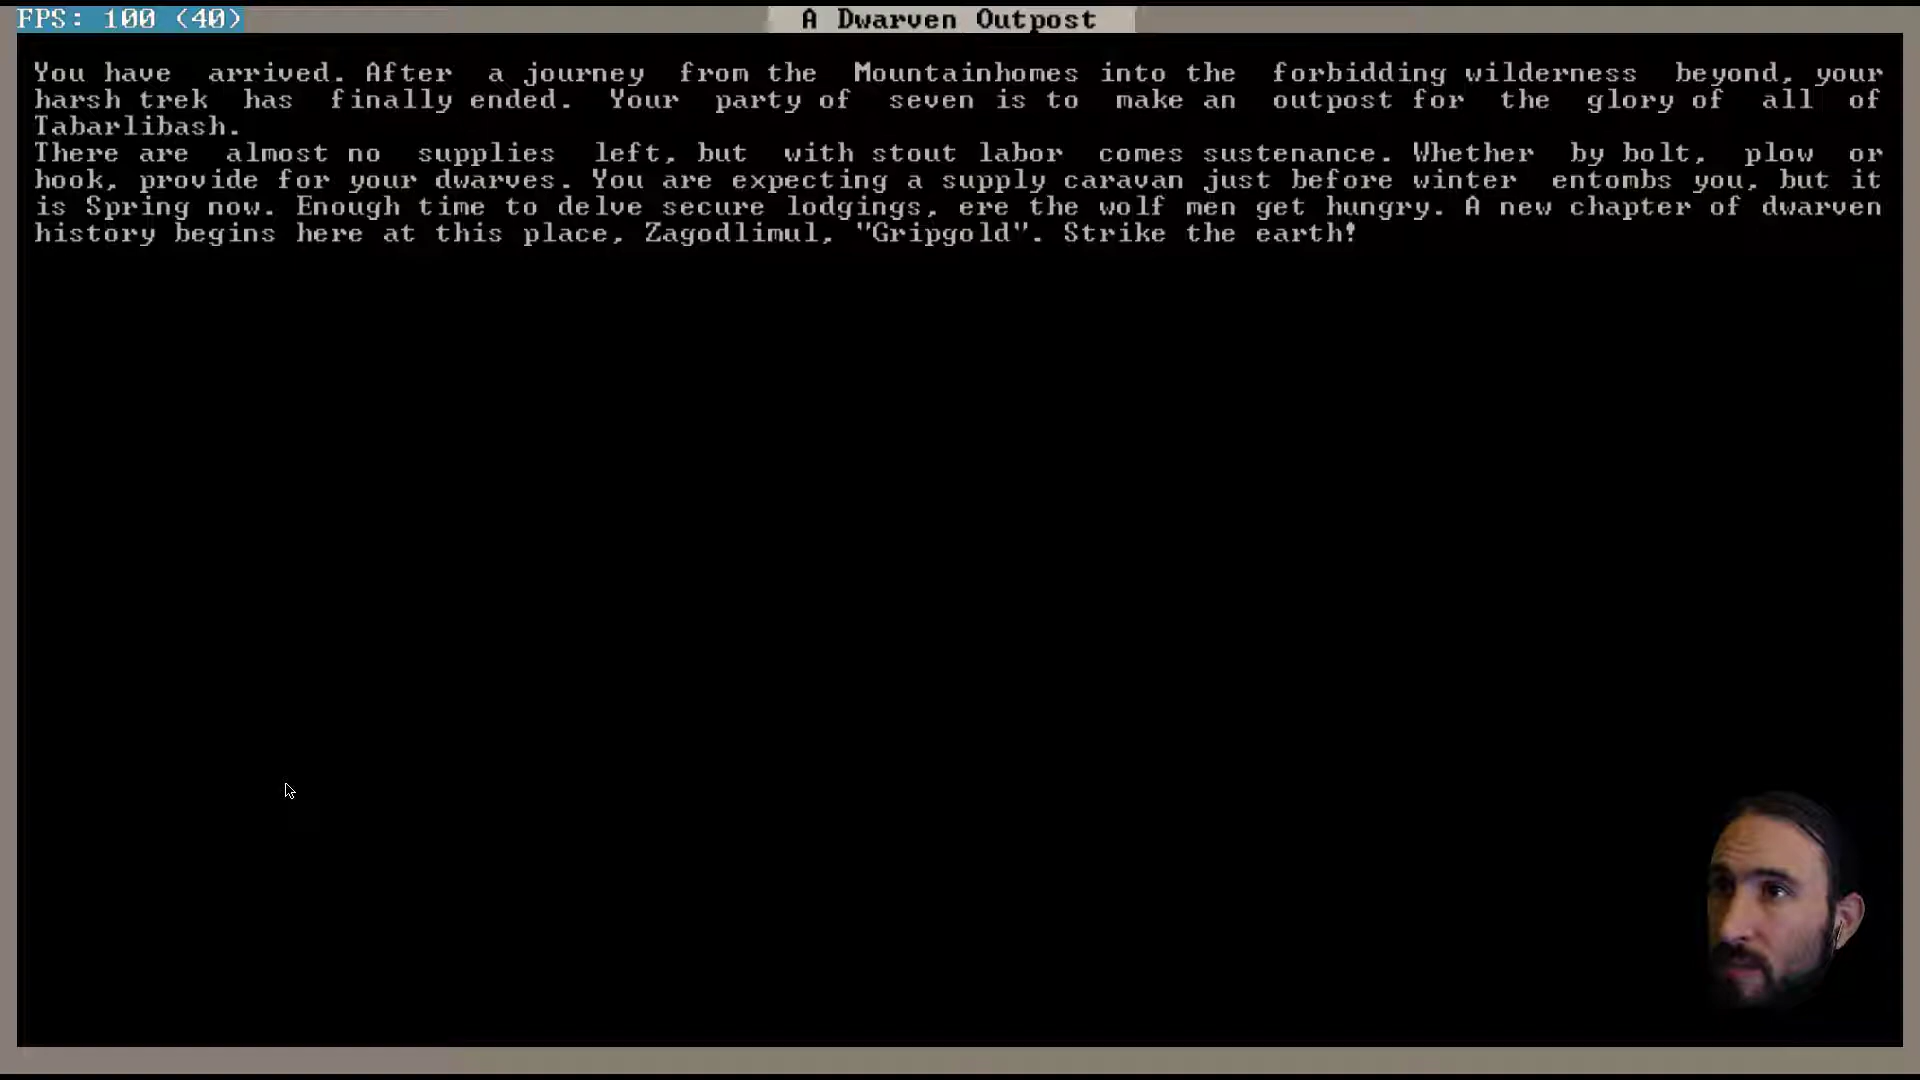 FPS: 100 (40)
A Dwarven Outpost
You have arrived. After a journey from the Mountainhomes into the forbidding wilderness beyond, your
harsh trek has finally ended. Your party of seven is to make an outpost for the glory of all of
Tabarlibash.
There are almost no supplies left, but with stout labor comes sustenance. Whether by bolt, plow or
hook, provide for your dwarves. You are expecting a supply caravan just before winter entombs you, but it
is Spring now. Enough time to delve secure lodgings, ere the wolf men get hungry. A new chapter of dwarven
history begins here at this place, Zagodlimul, "Gripgold". Strike the earth!